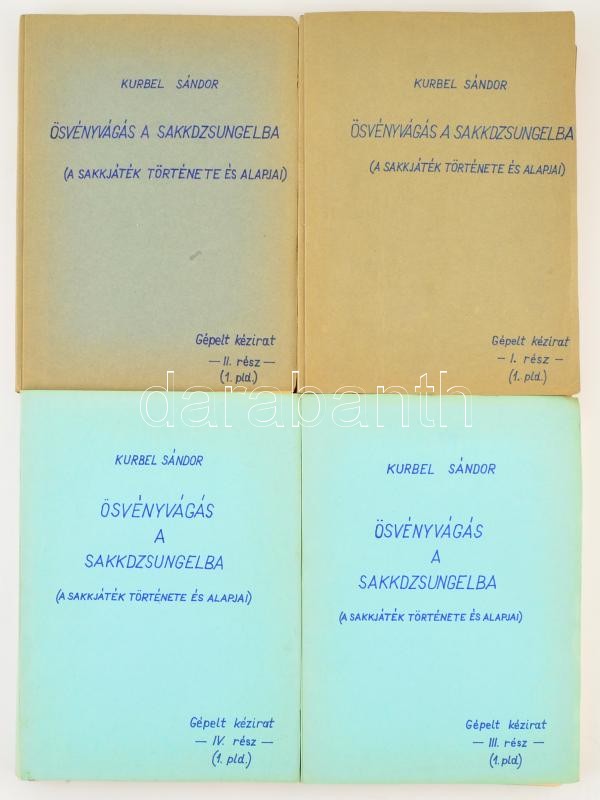 KURBEL SÁNDOR
ÖSVÉNYVÁGÁS A SAKKDZSUNGELBA
(A SAKKJÁTÉK TÖRTÉNETE ÉS ALAPJAI)
Gépelt kézirat
— II. rész —
(1. pld.)
KURBEL SÁNDOR
ÖSVÉNYVÁGÁS A SAKKDZSUNGELBA
(A SAKKJÁTÉK TÖRTÉNETE ÉS ALAPJAI)
Gépelt kézirat
— I. rész —
(1. pld.)
darabanth
KURBEL SÁNDOR
ÖSVÉNYVÁGÁS
A
SAKKDZSUNGELBA
(A SAKKJÁTÉK TÖRTÉNETE ÉS ALAPJAI)
Gépelt kézirat
— IV. rész —
(1. pld.)
KURBEL SÁNDOR
ÖSVÉNYVÁGÁS
A
SAKKDZSUNGELBA
(A SAKKJÁTÉK TÖRTÉNETE ÉS ALAPJAI)
Gépelt kézirat
— III. rész —
(1. pld)